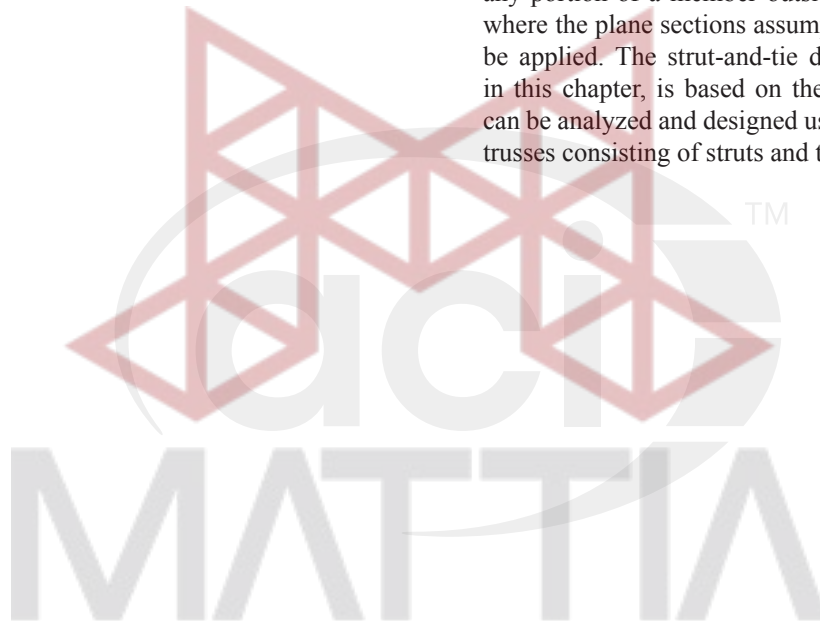 any portion of a member outsi
where the plane sections assum
be applied. The strut-and-tie d
in this chapter, is based on the
can be analyzed and designed us
trusses consisting of struts and t
TM
aci
MATTIA